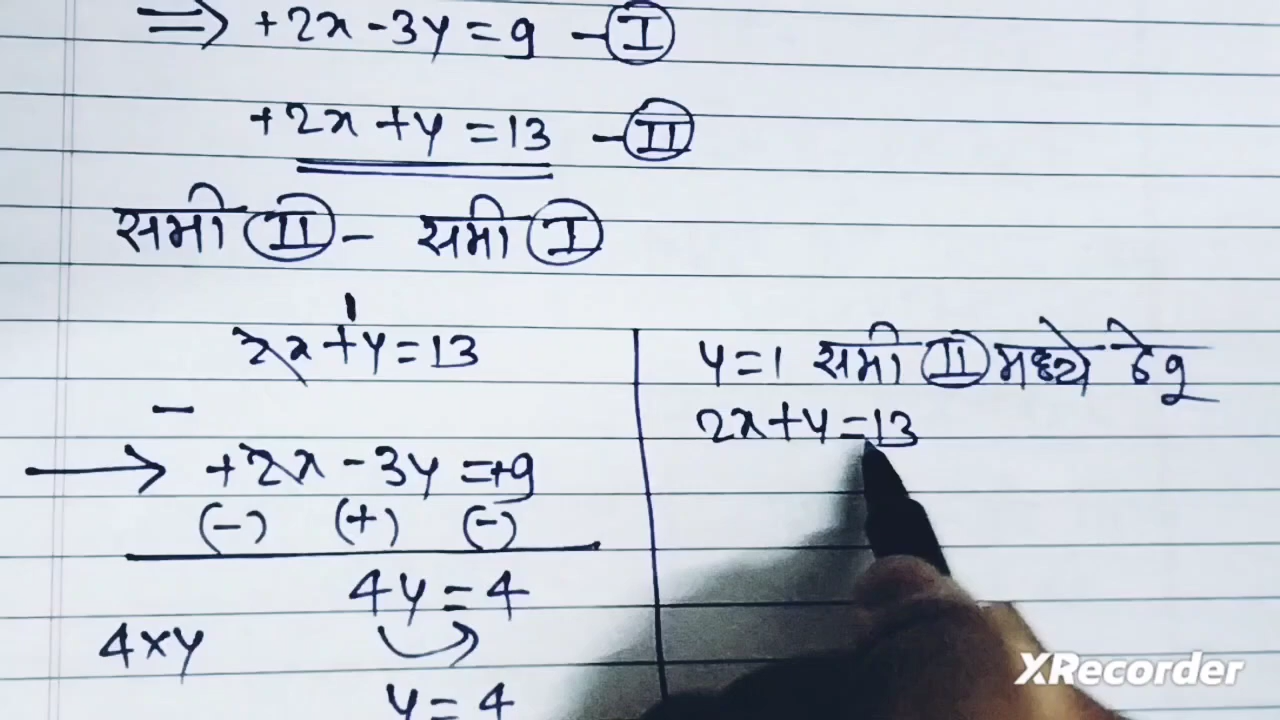 ⇒ +2x - 3y = 9 - Ⅰ
+2x + y = 13 - Ⅱ
समी Ⅱ - समी Ⅰ
1
2x + y = 13
-
→ +2x - 3y = +9
(-) (+) (-)
4y = 4
4×y
y = 4
y = 1 समी Ⅱ मध्ये ठेवू
2x + y = 13
XRecorder